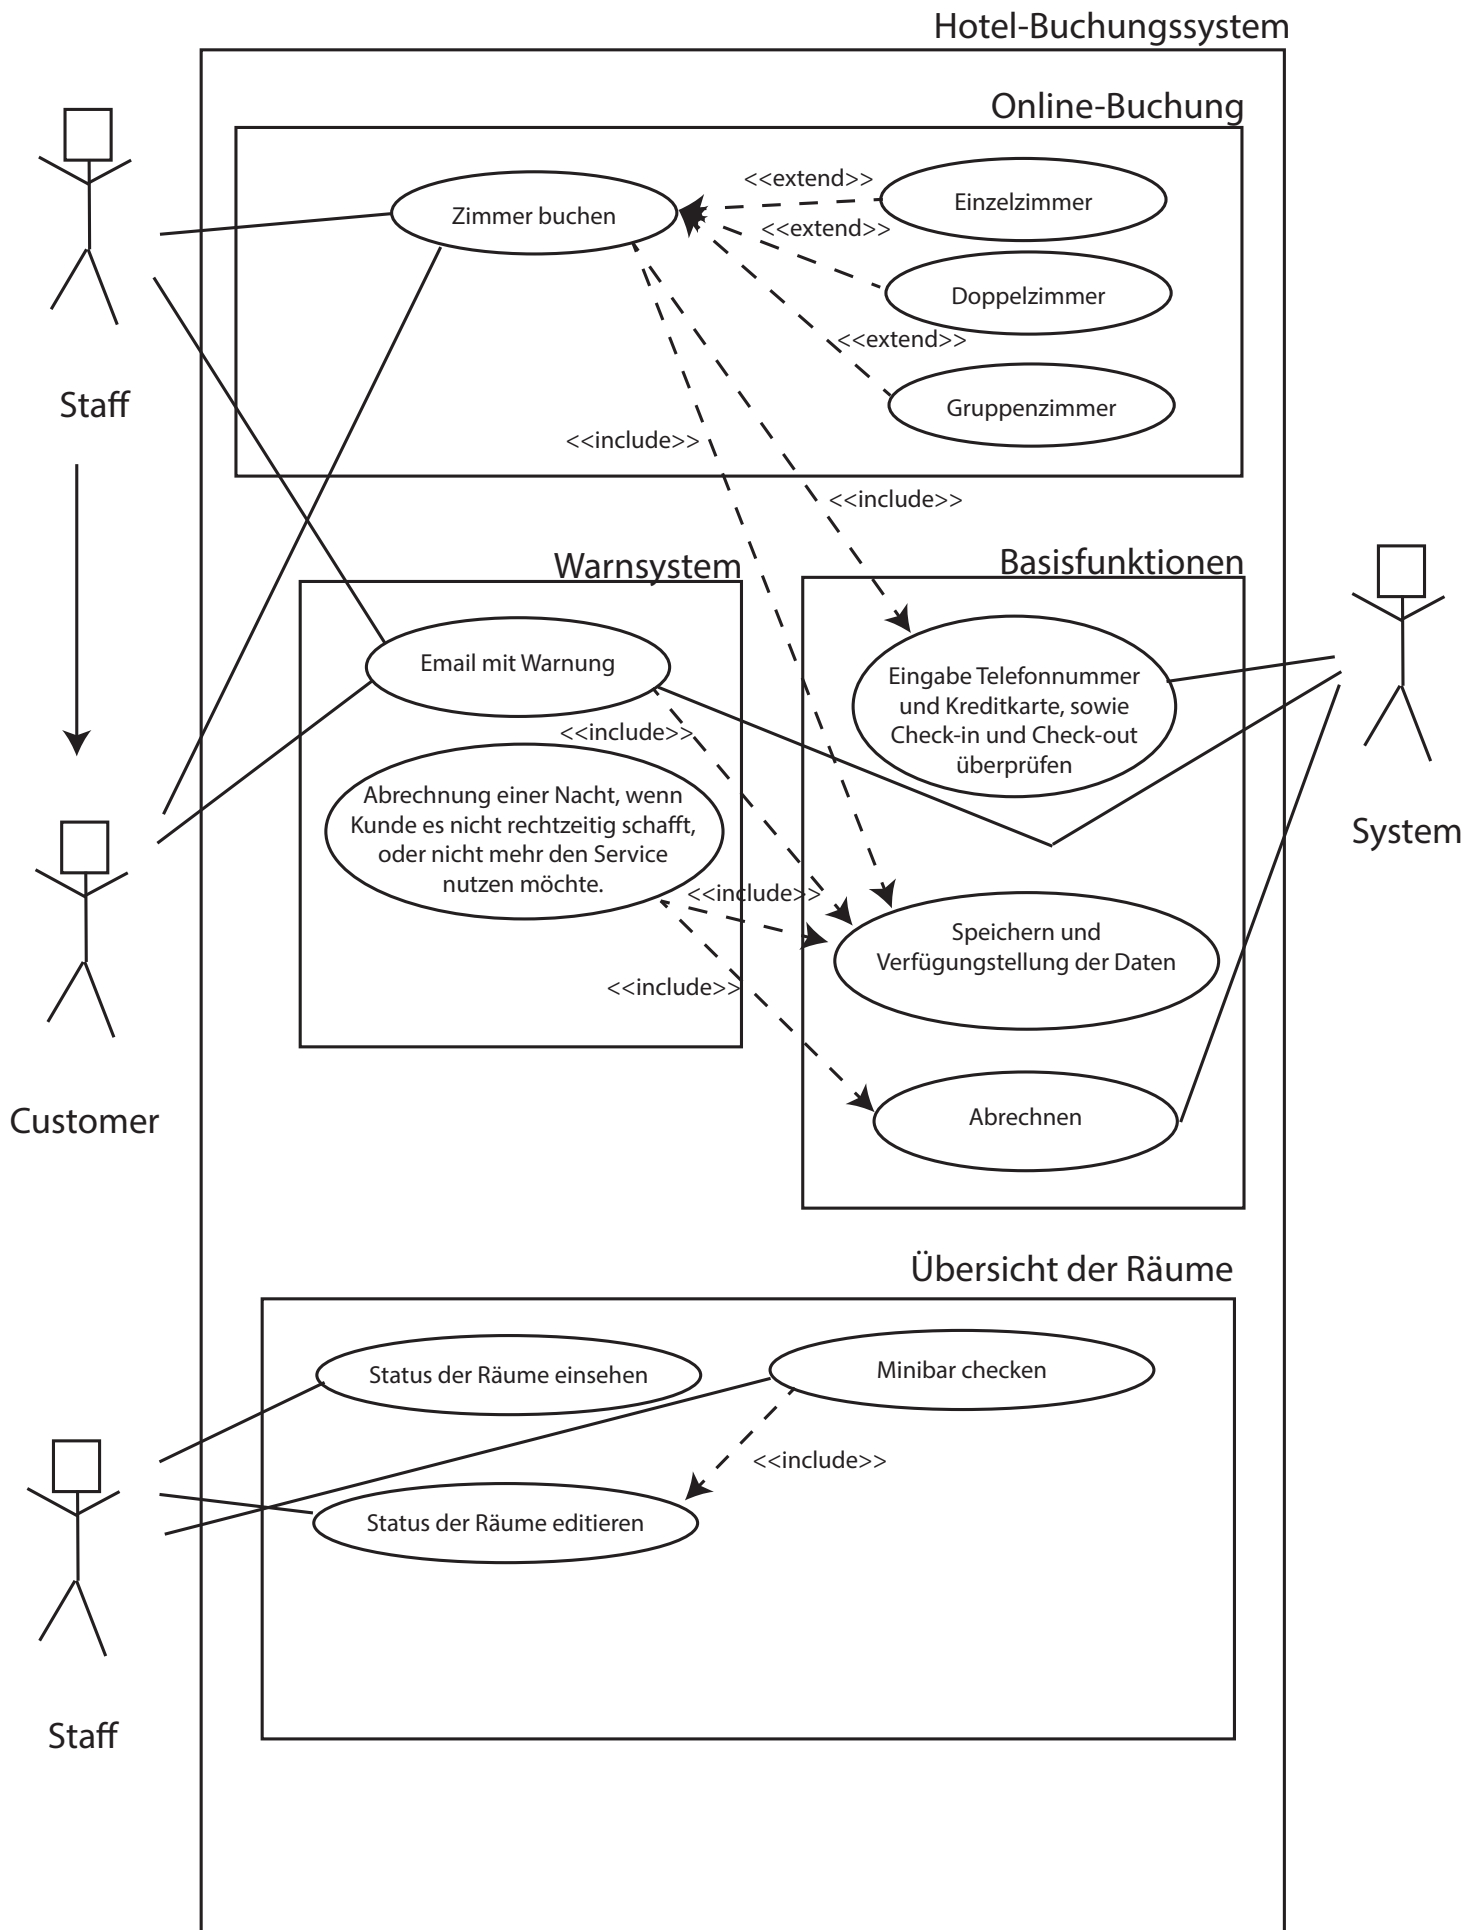 Hotel-Buchungssystem
Online-Buchung
<<extend>>
Zimmer buchen
Einzelzimmer
<<extend>>
Doppelzimmer
<<extend>>
Staff
Gruppenzimmer
<<include>>
<<include>>
Warnsystem
Basisfunktionen
Email mit Warnung
Eingabe Telefonnummer
und Kreditkarte, sowie
Check-in und Check-out
überprüfen
<<include>>
Abrechnung einer Nacht, wenn
Kunde es nicht rechtzeitig schafft,
oder nicht mehr den Service
nutzen möchte.
System
<<include>>
Speichern und
Verfügungstellung der Daten
<<include>>
Customer
Abrechnen
Übersicht der Räume
Status der Räume einsehen
Minibar checken
<<include>>
Status der Räume editieren
Staff